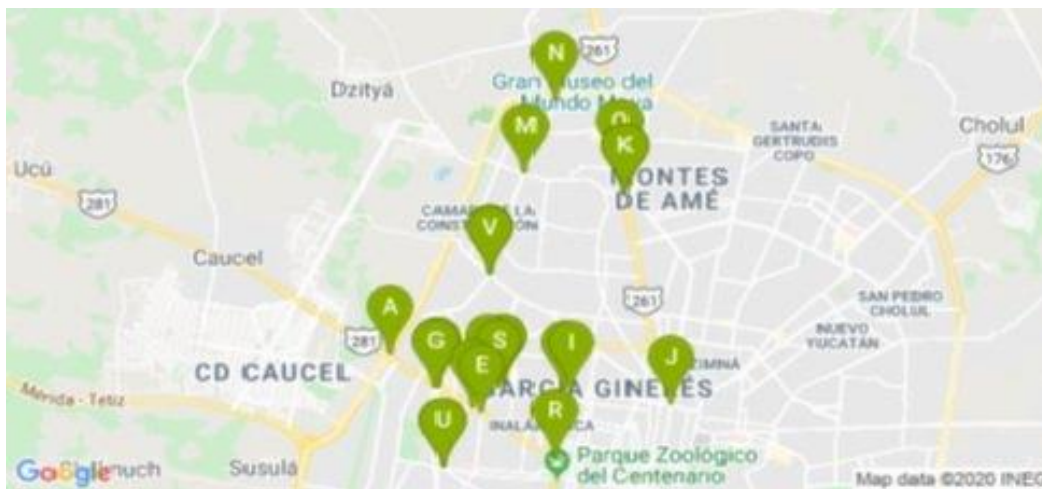 N
261
Gran Museo del
Mundo Maya
Dzityá
M
K
SANTA
GERTRUDIS
COPO
Cholul
176
Ucú
281
MONTES
DE AMÉ
V
Caucel
A
261
SAN PEDRO
CHOLUL
NUEVO
YUCATÁN
281
G
S
I
J
E
CD CAUCEL
Mérida - Tetiz
U
R
Susulá
Parque Zoológico
del Centenario
Google
Map data ©2020 INEG